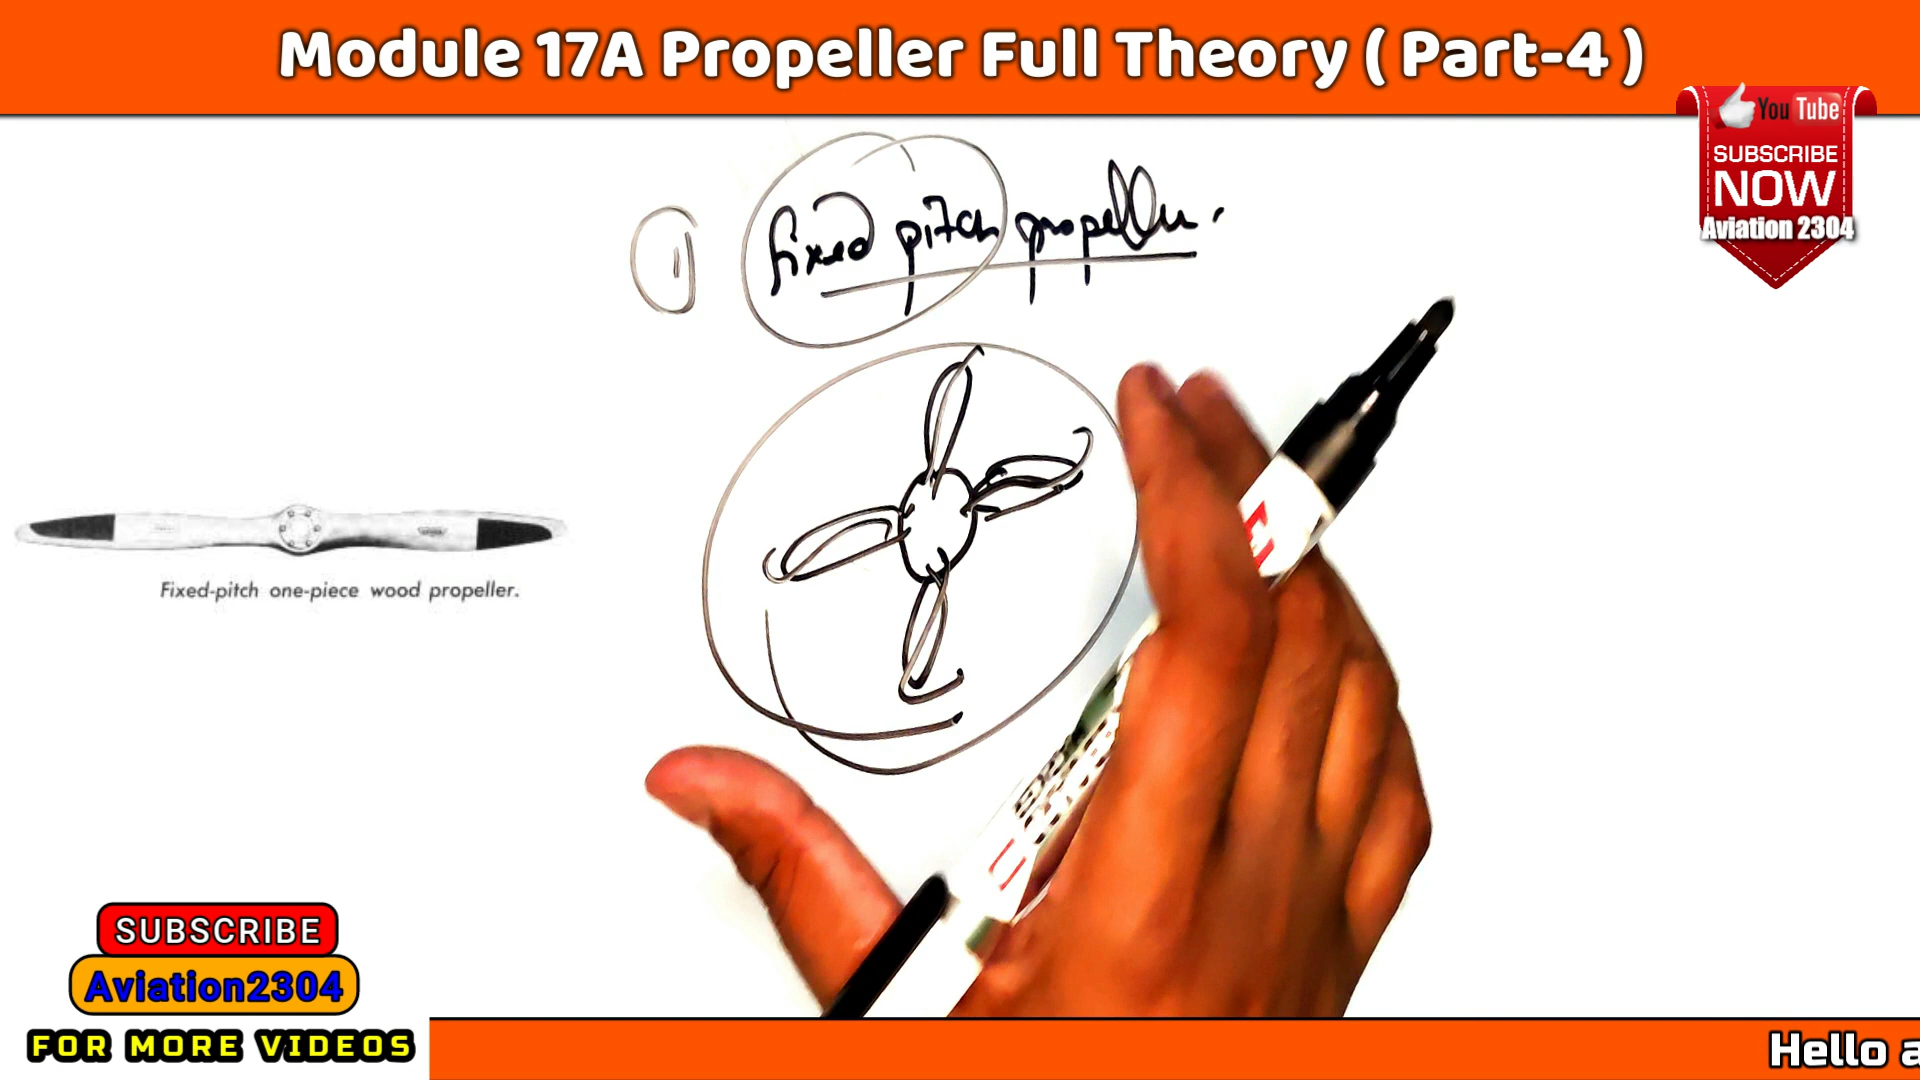 Module 17A Propeller Full Theory ( Part-4 )
You Tube
SUBSCRIBE
NOW
Aviation 2304
1 fixed pitch propeller.
Fixed-pitch one-piece wood propeller.
SUBSCRIBE
Aviation2304
FOR MORE VIDEOS
Hello a